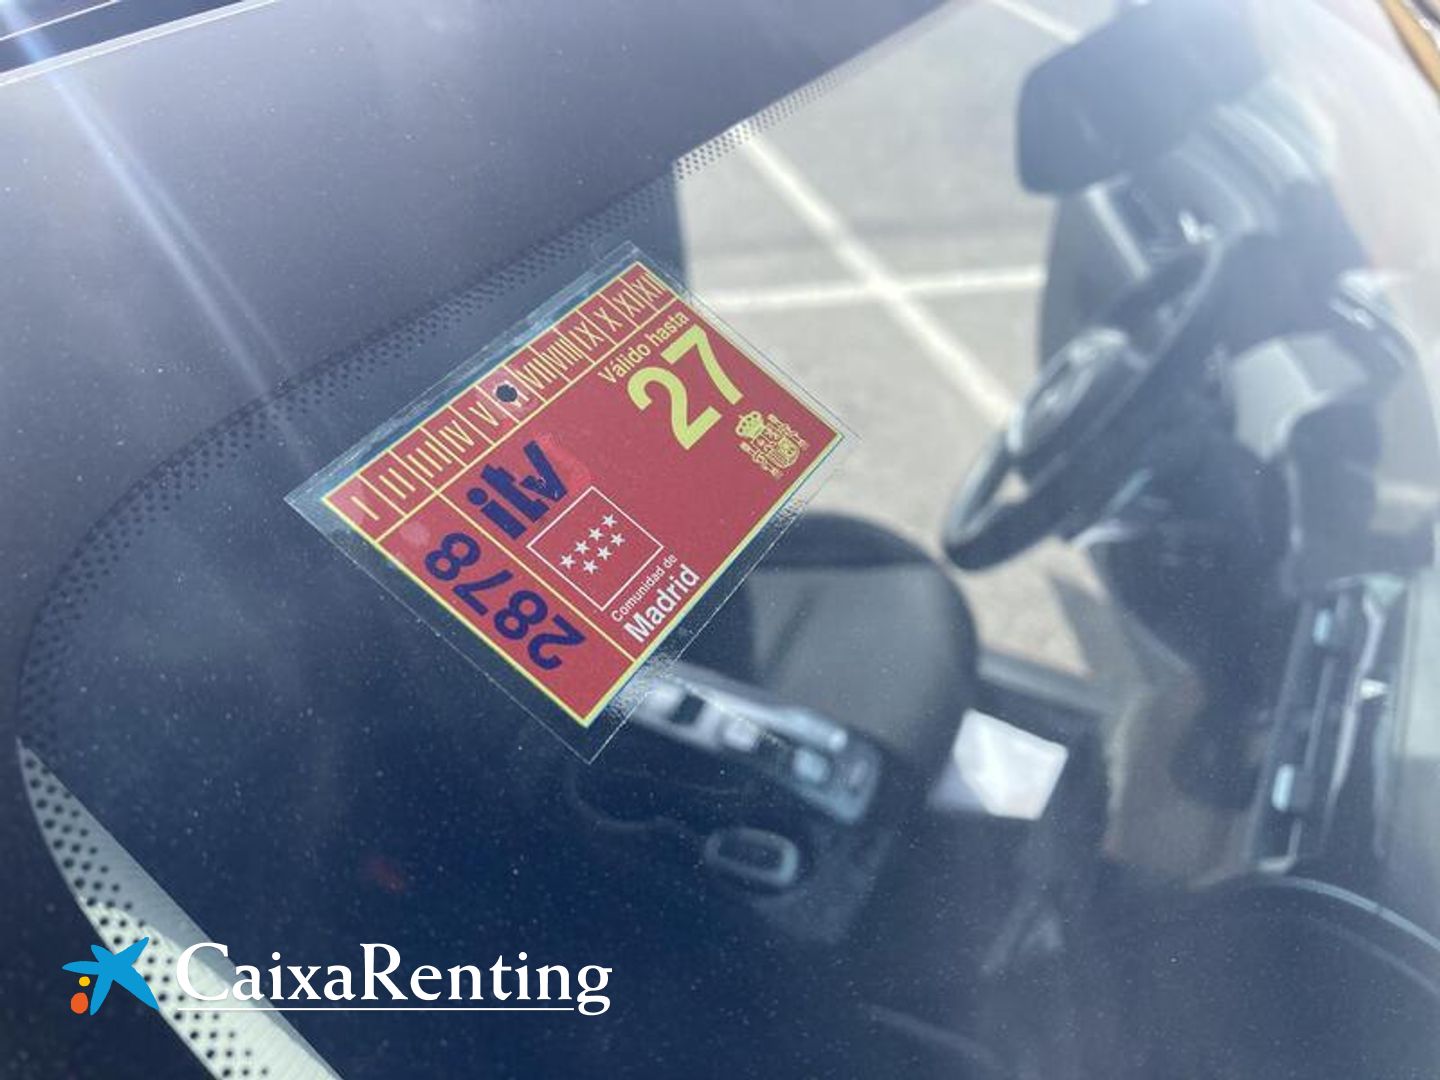 I II III IV V VI VII VIII IX X XI XII
Válido hasta
27
itv
2878
Comunidad de
Madrid
CaixaRenting